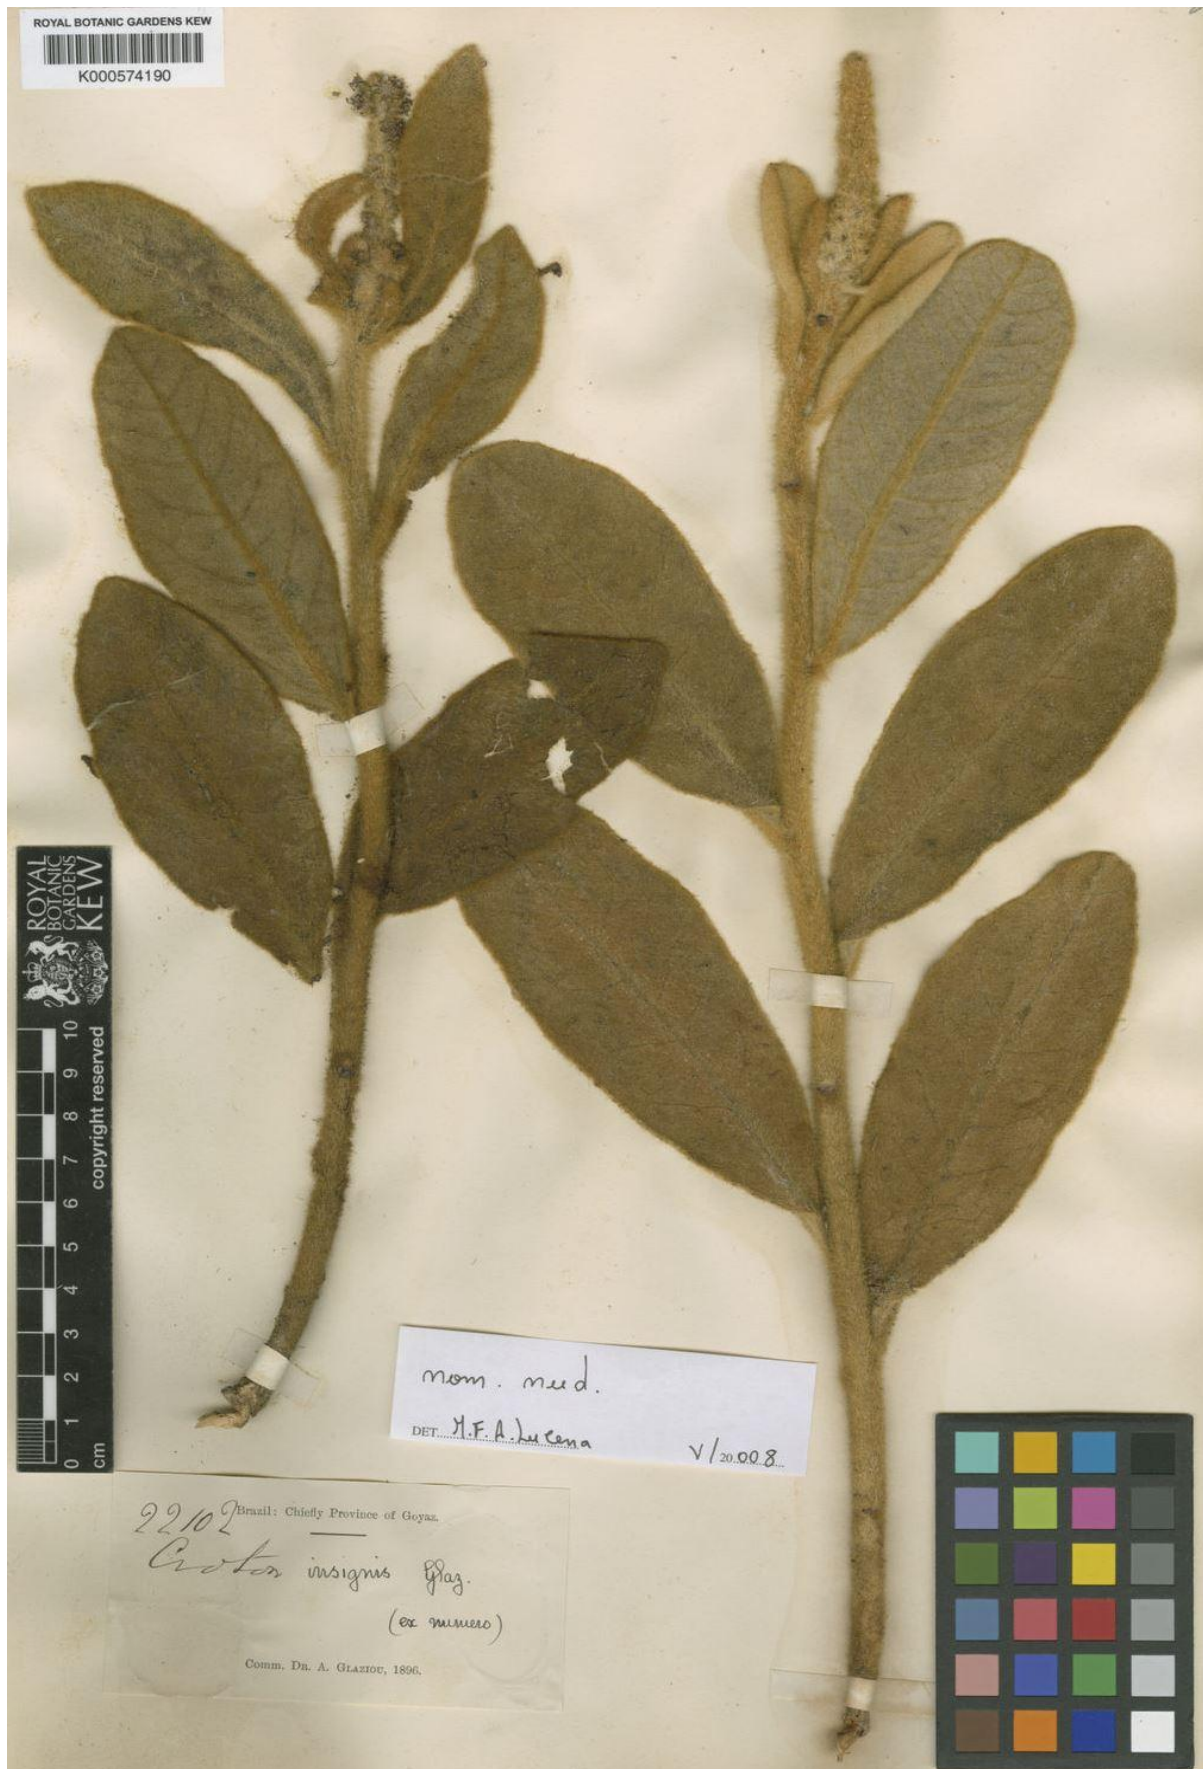 ROYAL BOTANIC GARDENS KEW
K000574190
ROYAL
BOTANIC
GARDENS
KEW
copyright reserved
0 1 2 3 4 5 6 7 8 9 10
cm
nom. nud.
DET. M.F.A. Lucena
V/2008
22102
Brazil: Chiefly Province of Goyaz.
Croton insignis Glaz.
(ex numero)
Comm. Dr. A. Glaziou, 1896.